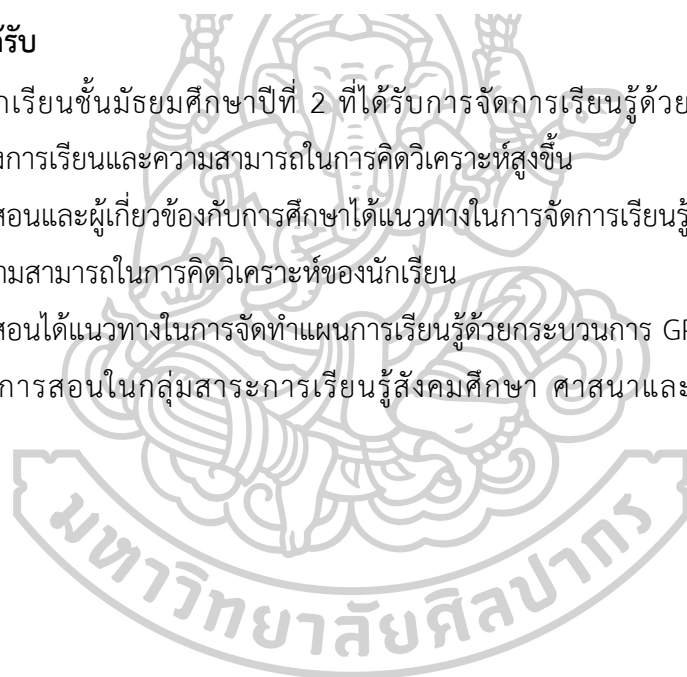 ด้รับ
กเรียนชั้นมัธยมศึกษาปีที่ 2 ที่ได้รับการจัดการเรียนรู้ด้วย
งการเรียนและความสามารถในการคิดวิเคราะห์สูงขึ้น
สอนและผู้เกี่ยวข้องกับการศึกษาได้แนวทางในการจัดการเรียนรู้
ามสามารถในการคิดวิเคราะห์ของนักเรียน
สอนได้แนวทางในการจัดทำแผนการเรียนรู้ด้วยกระบวนการ GP
การสอนในกลุ่มสาระการเรียนรู้สังคมศึกษา ศาสนาและ
มหาวิทยาลัยศิลปากร